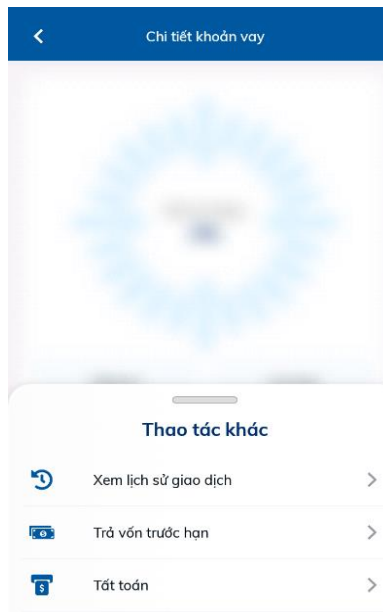 Chi tiết khoản vay
Thao tác khác
Xem lịch sử giao dịch
Trả vốn trước hạn
Tất toán